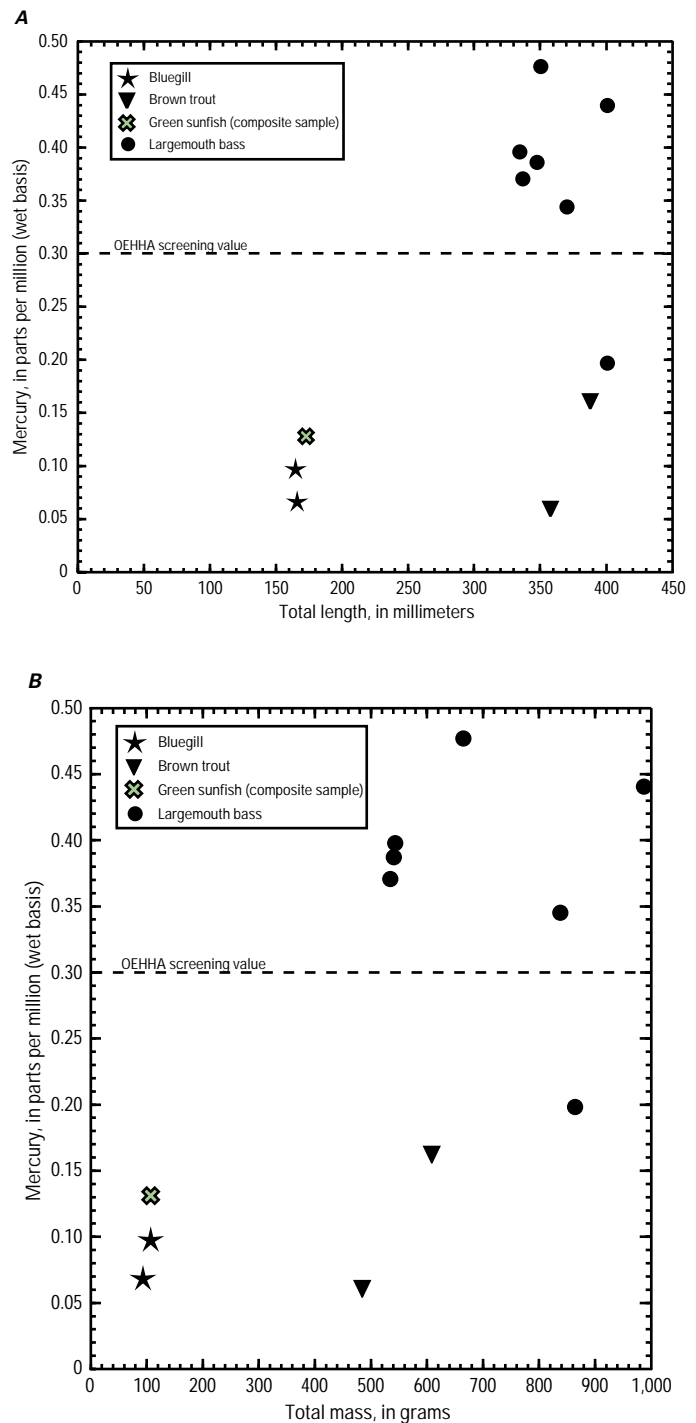 A
0.50
0.45
0.40
0.35
0.30
0.25
0.20
0.15
0.10
0.05
0
Mercury, in parts per million (wet basis)
Bluegill
Brown trout
Green sunfish (composite sample)
Largemouth bass
OEHHA screening value
0 50 100 150 200 250 300 350 400 450
Total length, in millimeters
B
0.50
0.45
0.40
0.35
0.30
0.25
0.20
0.15
0.10
0.05
0
Mercury, in parts per million (wet basis)
Bluegill
Brown trout
Green sunfish (composite sample)
Largemouth bass
OEHHA screening value
0 100 200 300 400 500 600 700 800 900 1,000
Total mass, in grams